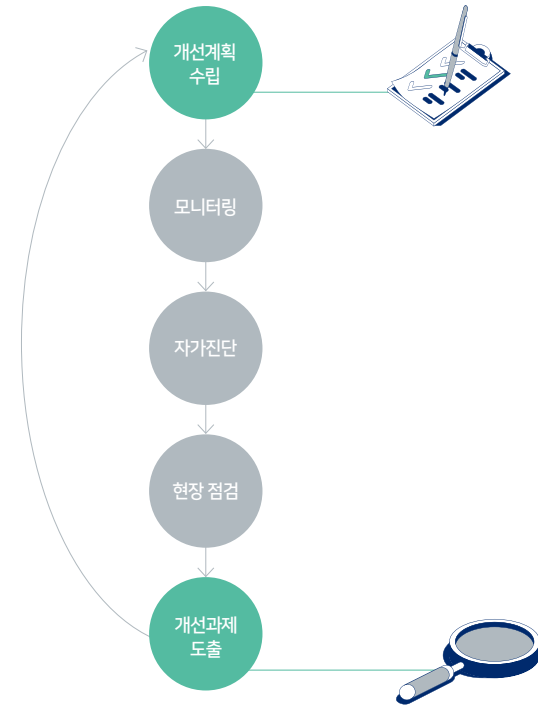 개선계획
수립
모니터링
자가진단
현장 점검
개선과제
도출